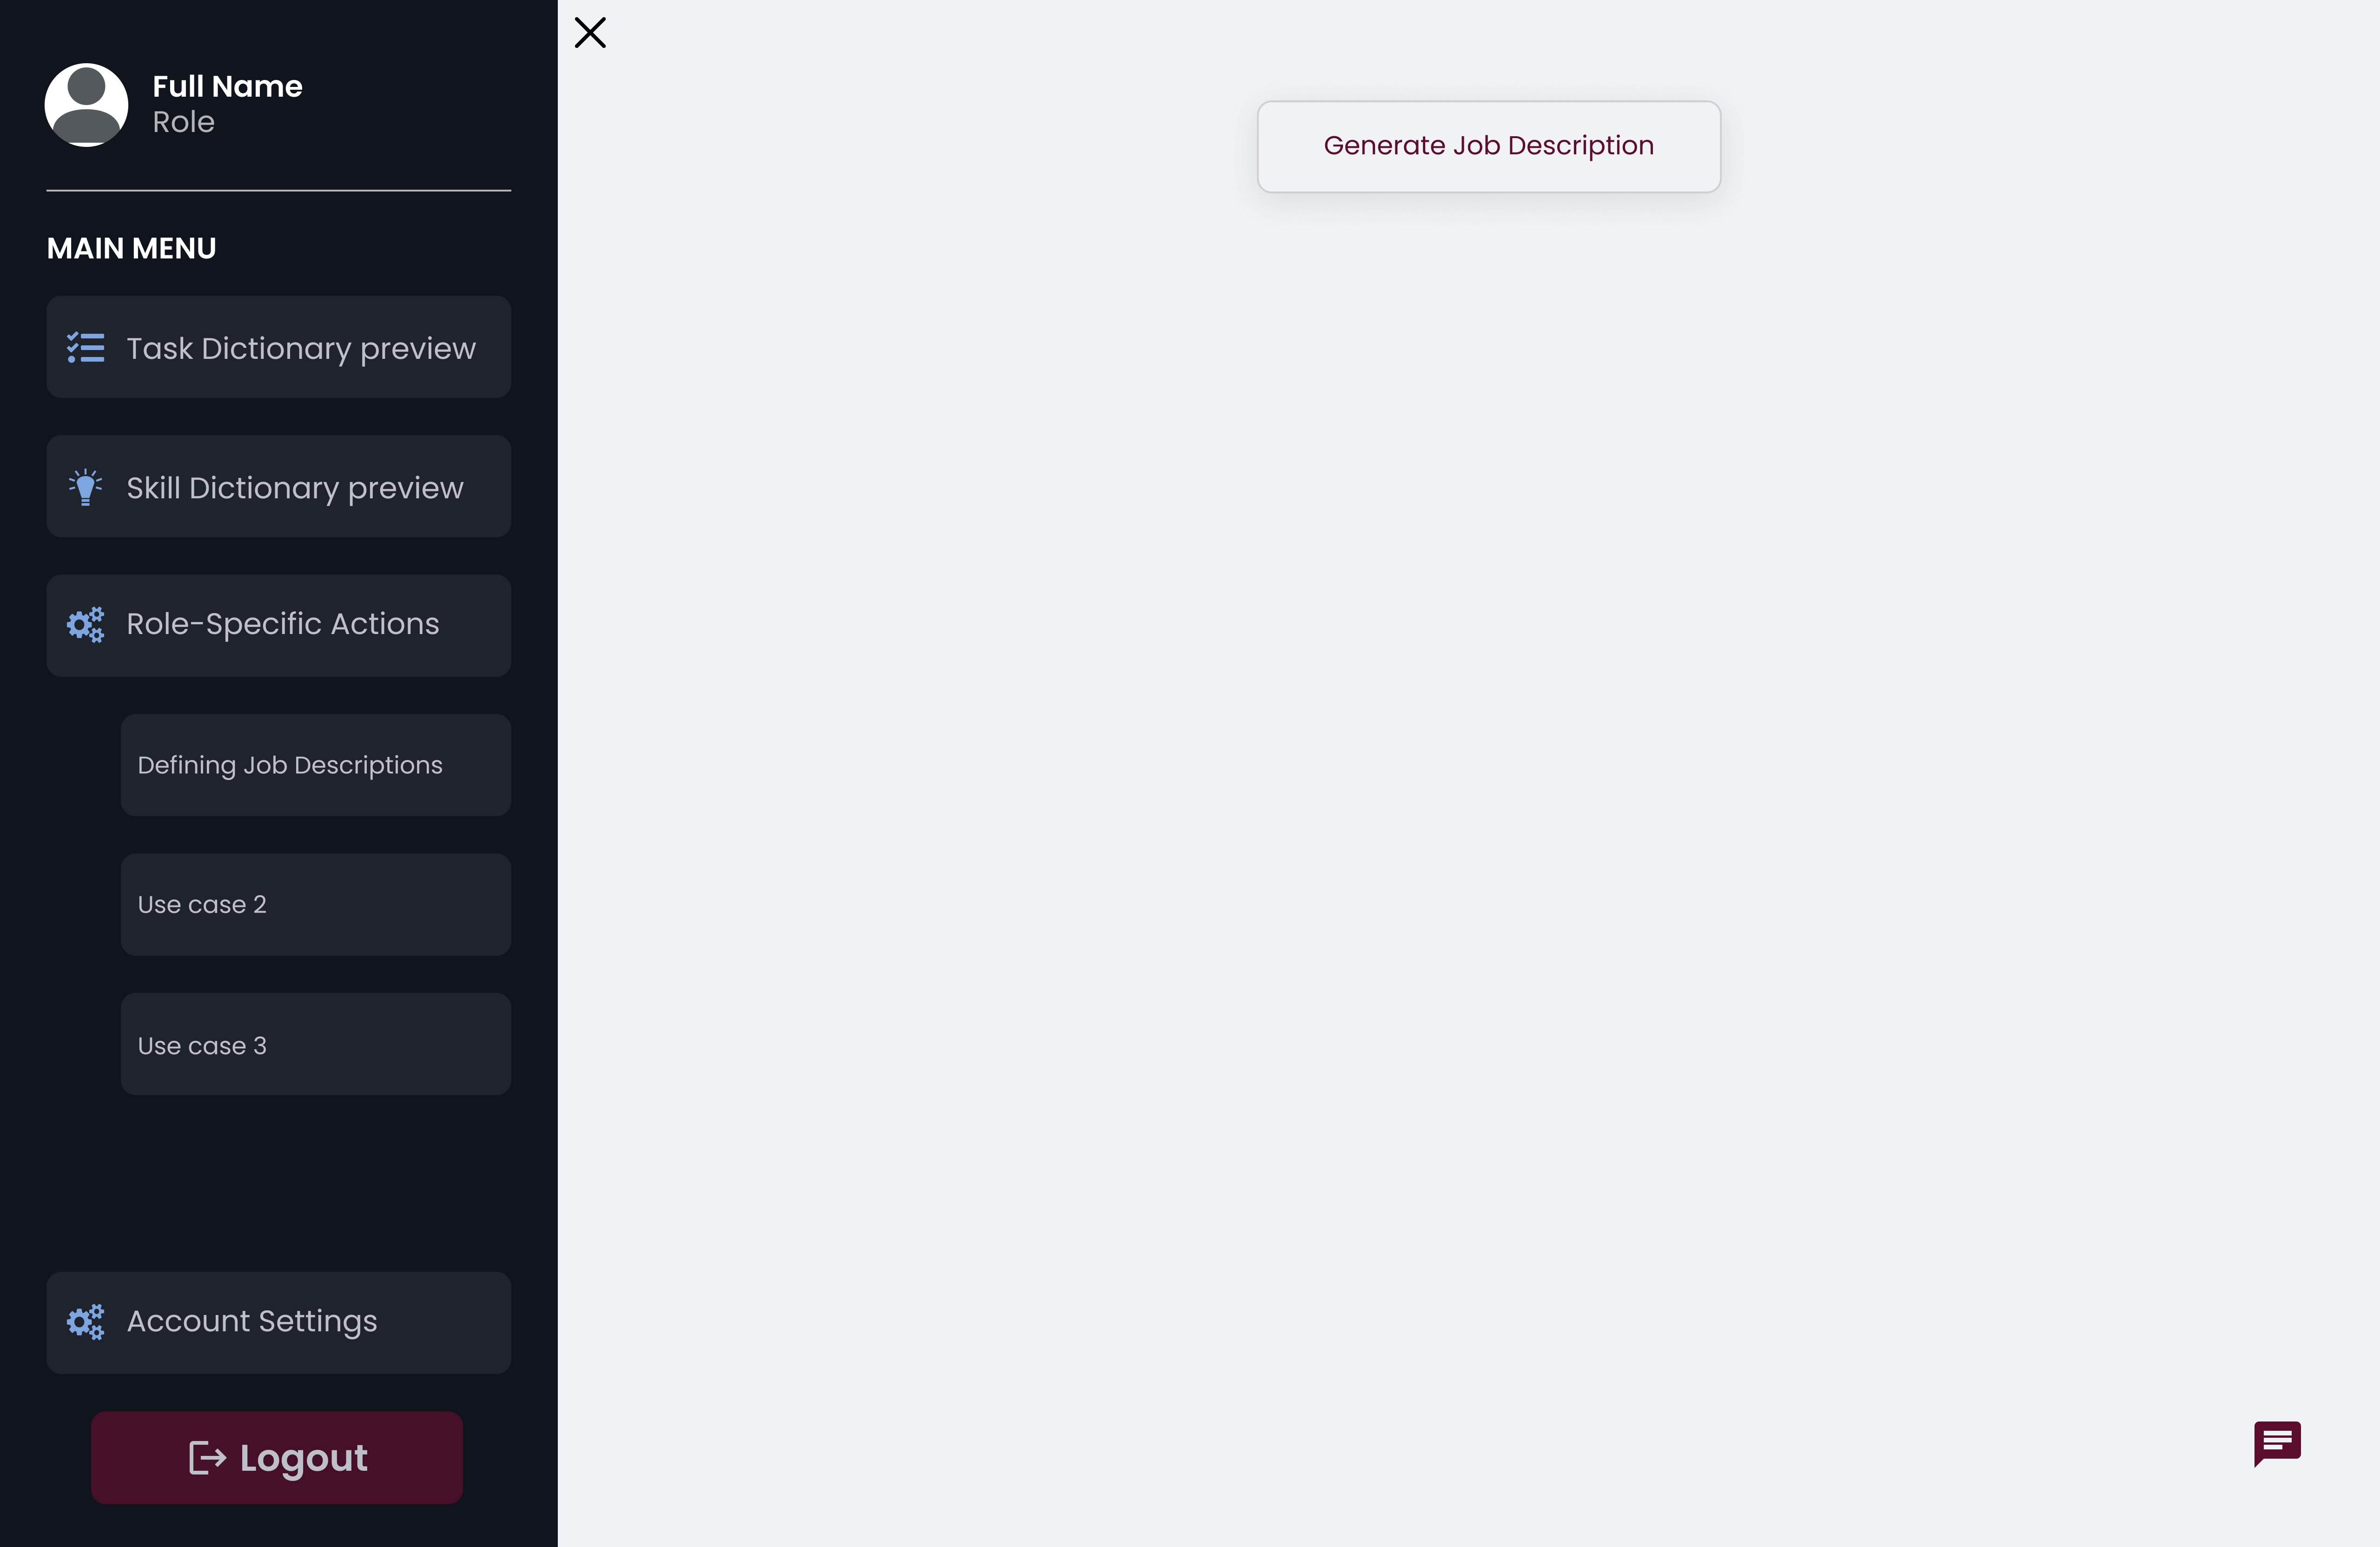 Full Name
Role
MAIN MENU
Task Dictionary preview
Skill Dictionary preview
Role-Specific Actions
Defining Job Descriptions
Use case 2
Use case 3
Account Settings
Logout
Generate Job Description